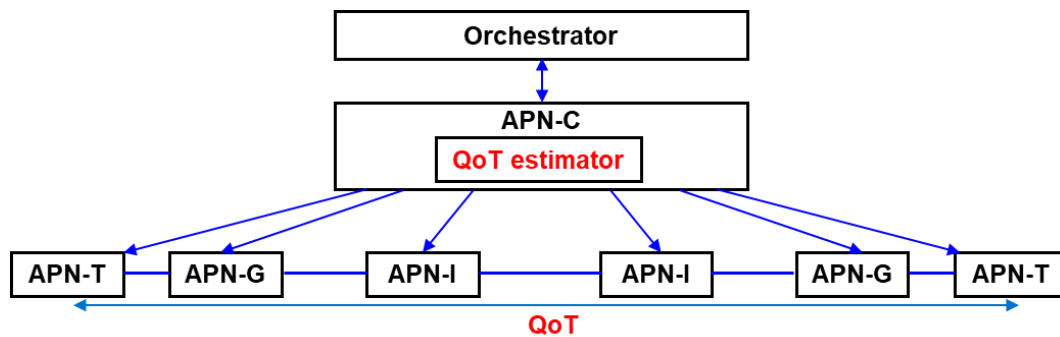 Orchestrator
APN-C
QoT estimator
APN-T APN-G APN-I APN-I APN-G APN-T
QoT